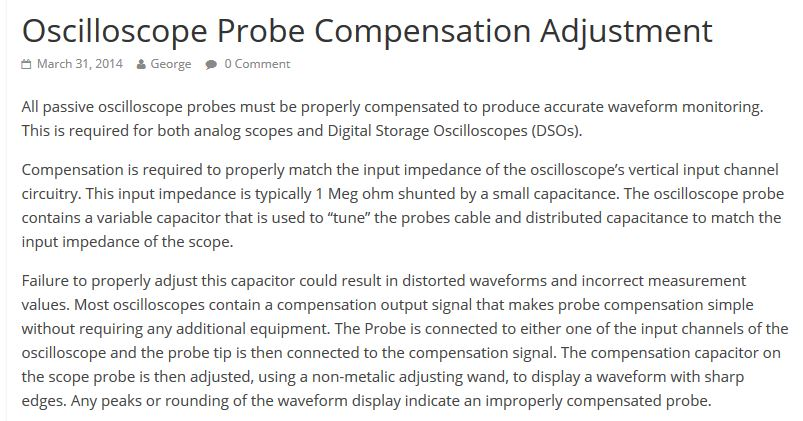 Oscilloscope Probe Compensation Adjustment
March 31, 2014 George 0 Comment
All passive oscilloscope probes must be properly compensated to produce accurate waveform monitoring.
This is required for both analog scopes and Digital Storage Oscilloscopes (DSOs).
Compensation is required to properly match the input impedance of the oscilloscope’s vertical input channel
circuitry. This input impedance is typically 1 Meg ohm shunted by a small capacitance. The oscilloscope probe
contains a variable capacitor that is used to “tune” the probes cable and distributed capacitance to match the
input impedance of the scope.
Failure to properly adjust this capacitor could result in distorted waveforms and incorrect measurement
values. Most oscilloscopes contain a compensation output signal that makes probe compensation simple
without requiring any additional equipment. The Probe is connected to either one of the input channels of the
oscilloscope and the probe tip is then connected to the compensation signal. The compensation capacitor on
the scope probe is then adjusted, using a non-metalic adjusting wand, to display a waveform with sharp
edges. Any peaks or rounding of the waveform display indicate an improperly compensated probe.